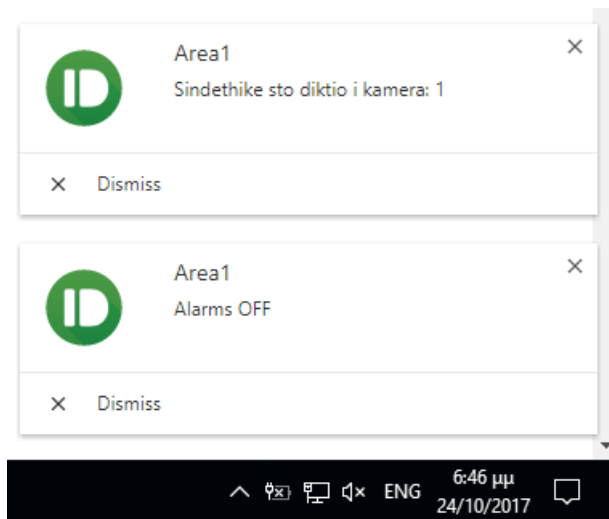 Area1
Sindethike sto diktio i kamera: 1
Dismiss
Area1
Alarms OFF
Dismiss
ENG
6:46 μμ
24/10/2017